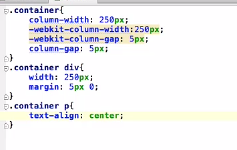 .container{
column-width: 250px;
-webkit-column-width:250px;
-webkit-column-gap: 5px;
column-gap: 5px;
}
.container div{
width: 250px;
margin: 5px 0;
}
.container p{
text-align: center;
}